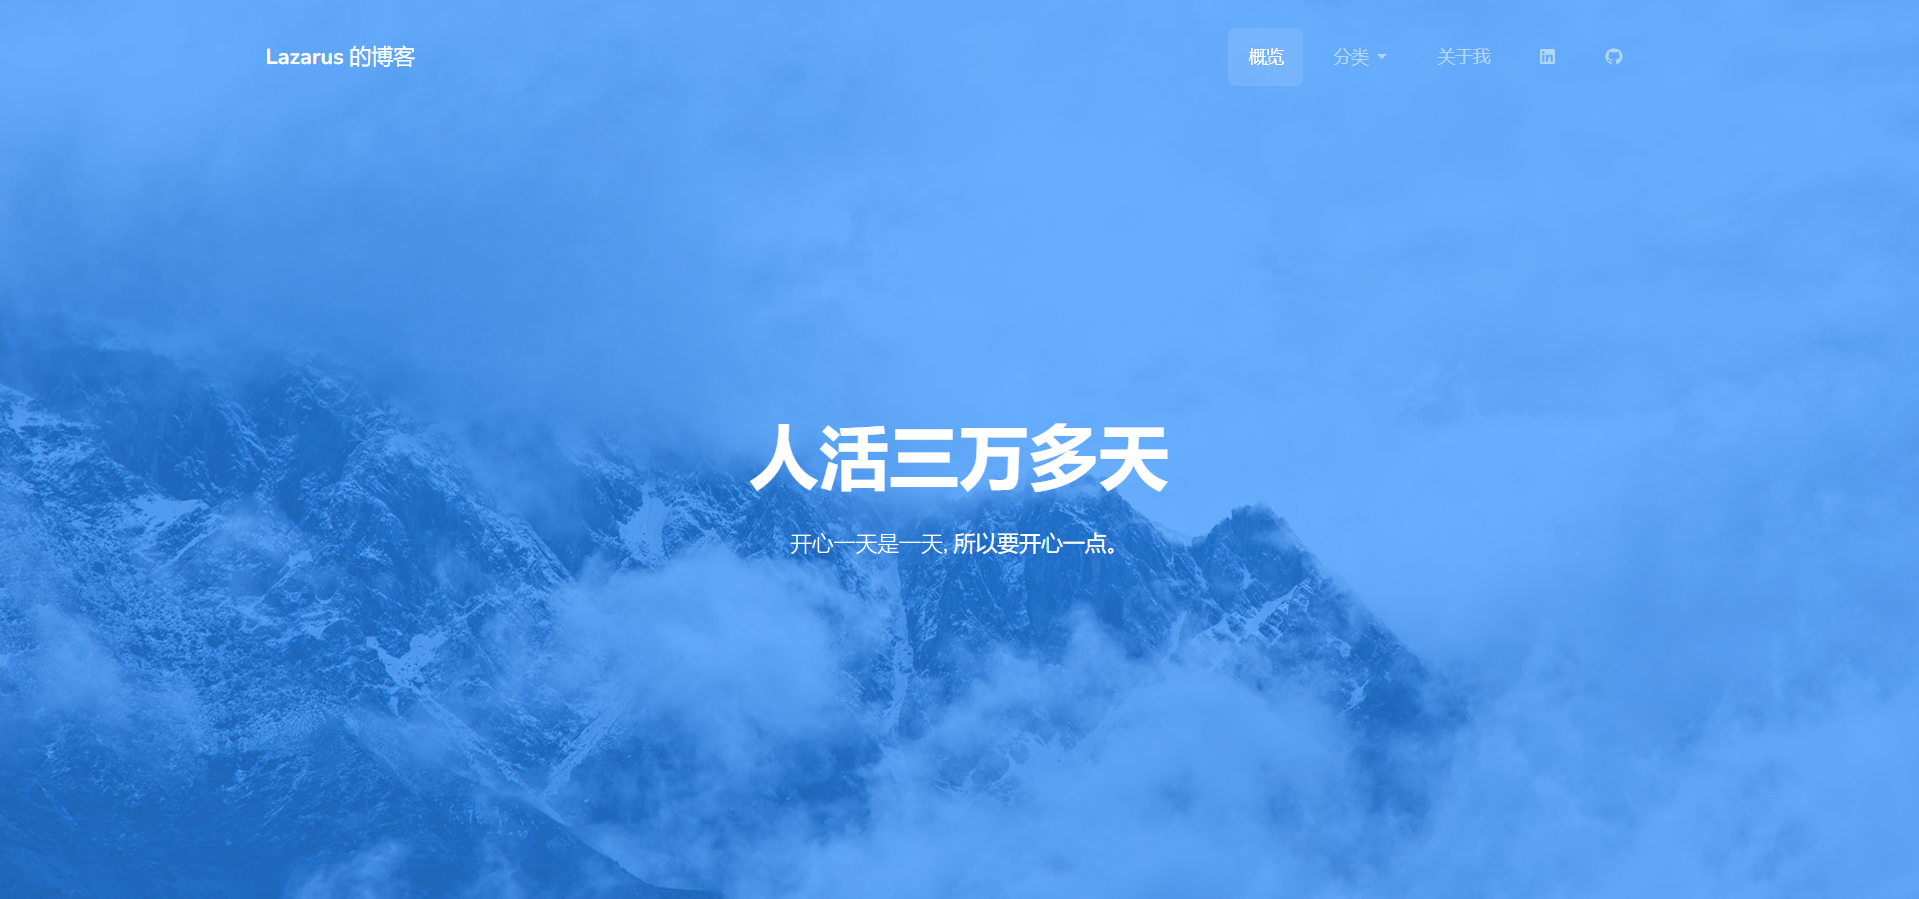 Lazarus 的博客
概览
分类
关于我
人活三万多天
开心一天是一天, 所以要开心一点。